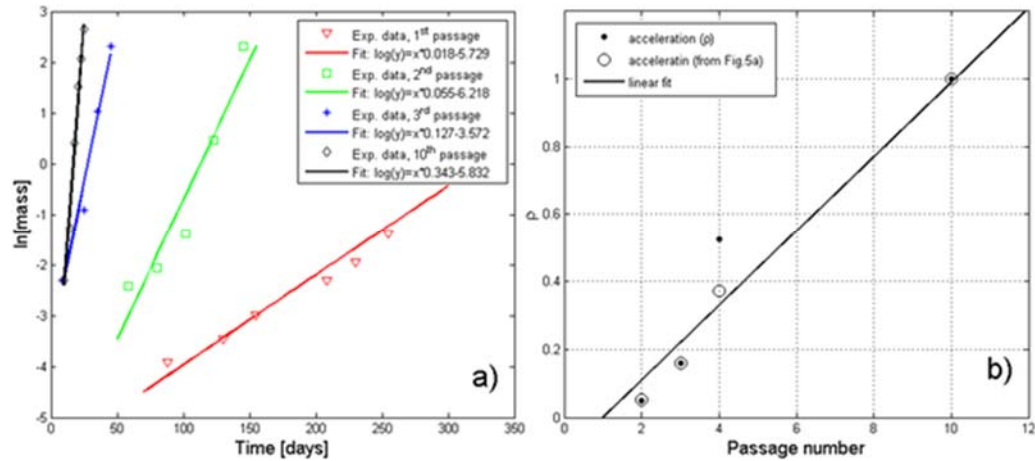 Exp. data, 1st passage
Fit: log(y)=x*0.018-5.729
Exp. data, 2nd passage
Fit: log(y)=x*0.055-6.218
Exp. data, 3rd passage
Fit: log(y)=x*0.127-3.572
Exp. data, 10th passage
Fit: log(y)=x*0.343-5.832
3
2
1
0
-1
-2
-3
-4
-5
ln[mass]
0 50 100 150 200 250 300 350
Time [days]
a)
acceleration (ρ)
acceleratin (from Fig.5a)
linear fit
1
0.8
0.6
0.4
0.2
0
ρ
0 2 4 6 8 10 12
Passage number
b)